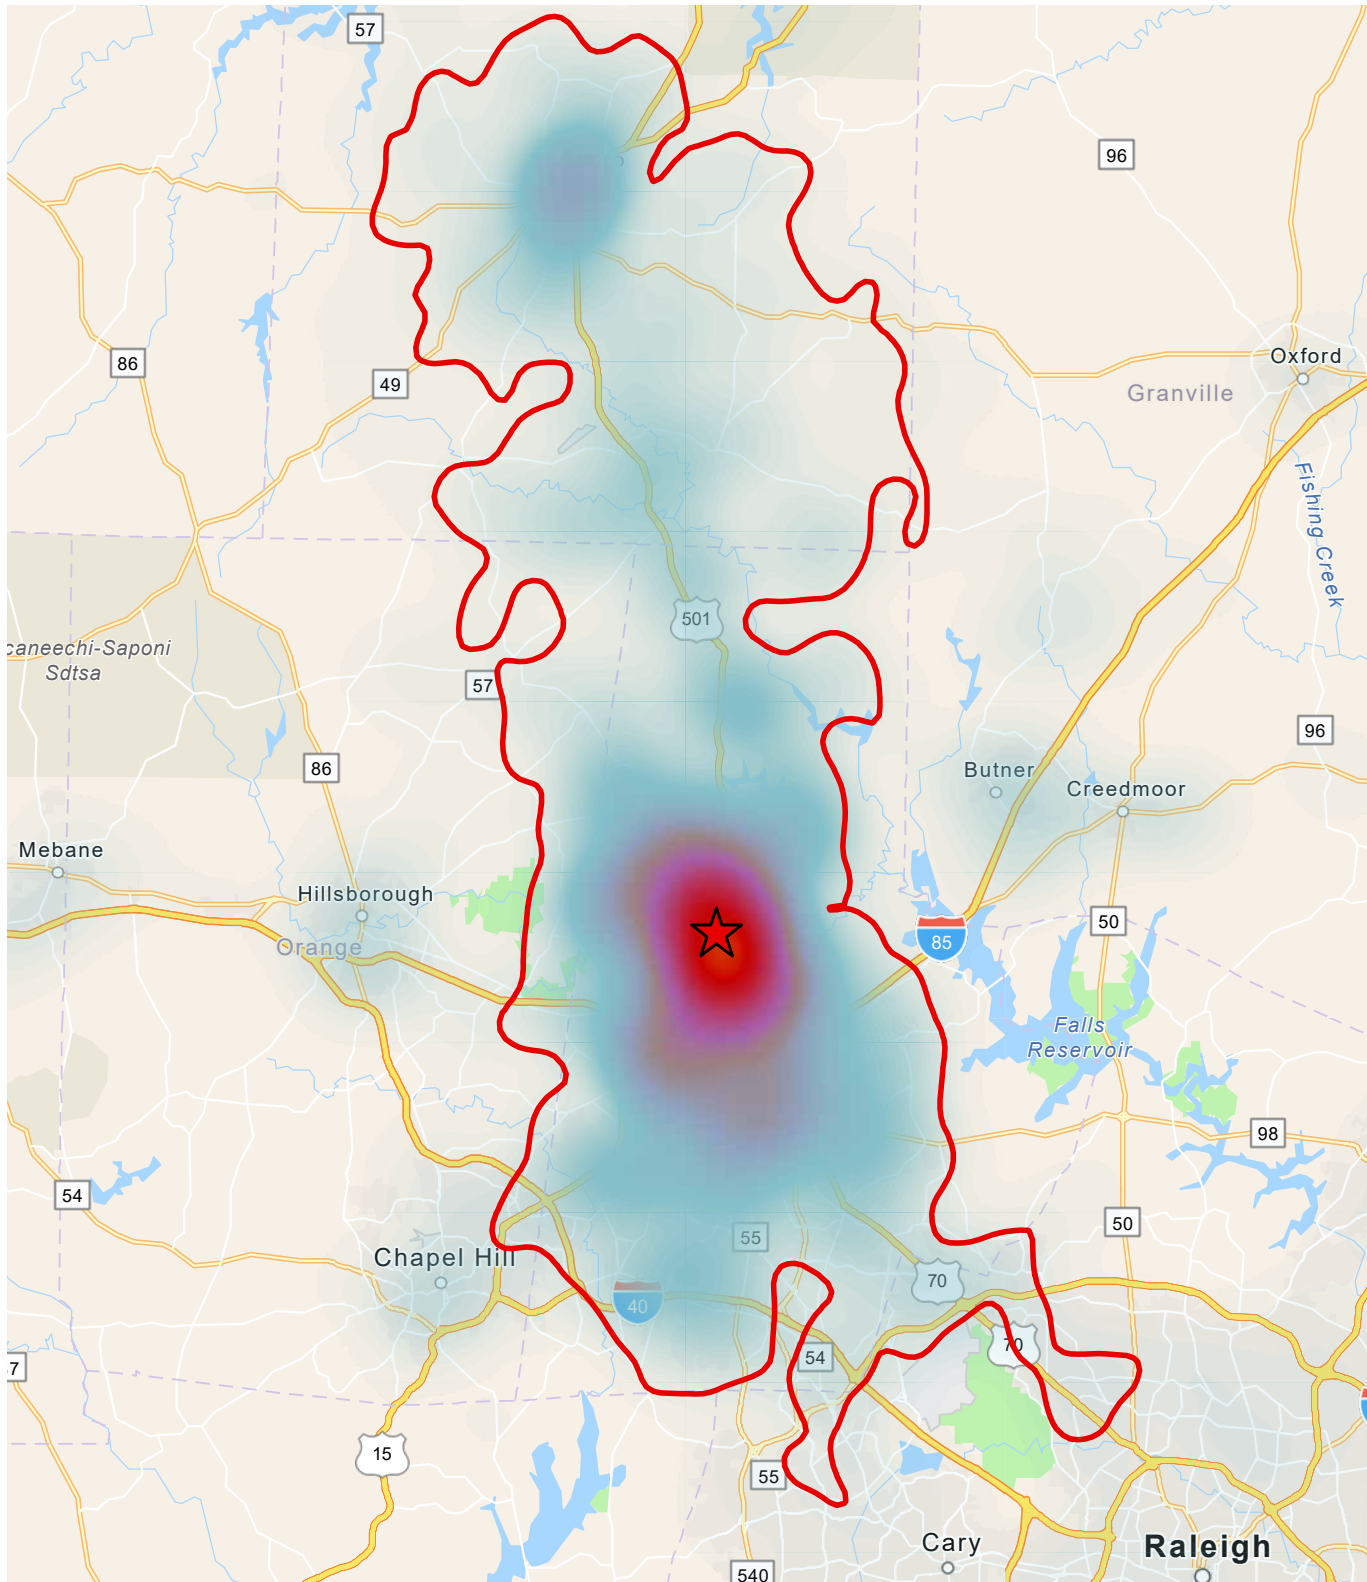 57
96
86
Oxford
Granville
49
Fishing Creek
501
caneechi-Saponi
Sdtsa
57
96
86
Butner
Creedmoor
Mebane
Hillsborough
Orange
50
85
Falls
Reservoir
98
54
50
55
Chapel Hill
70
40
70
54
7
15
55
Cary
Raleigh
540